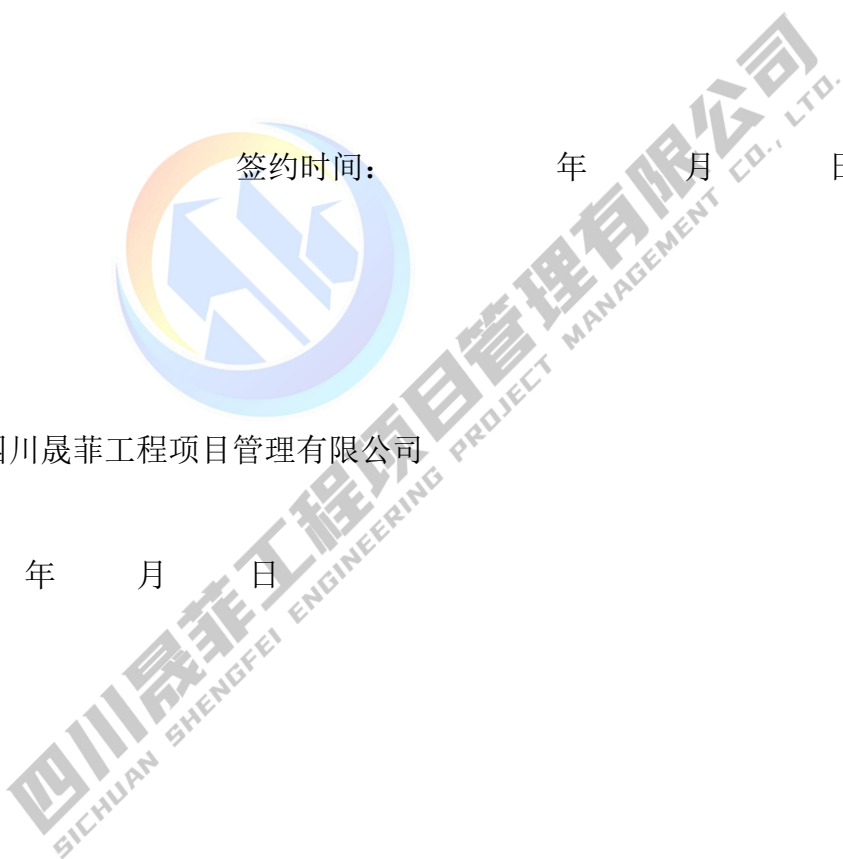 签约时间： 年 月 日
四川晟菲工程项目管理有限公司
年 月 日
四川晟菲工程项目管理有限公司
SICHUAN SHENGFEI ENGINEERING PROJECT MANAGEMENT CO., LTD.